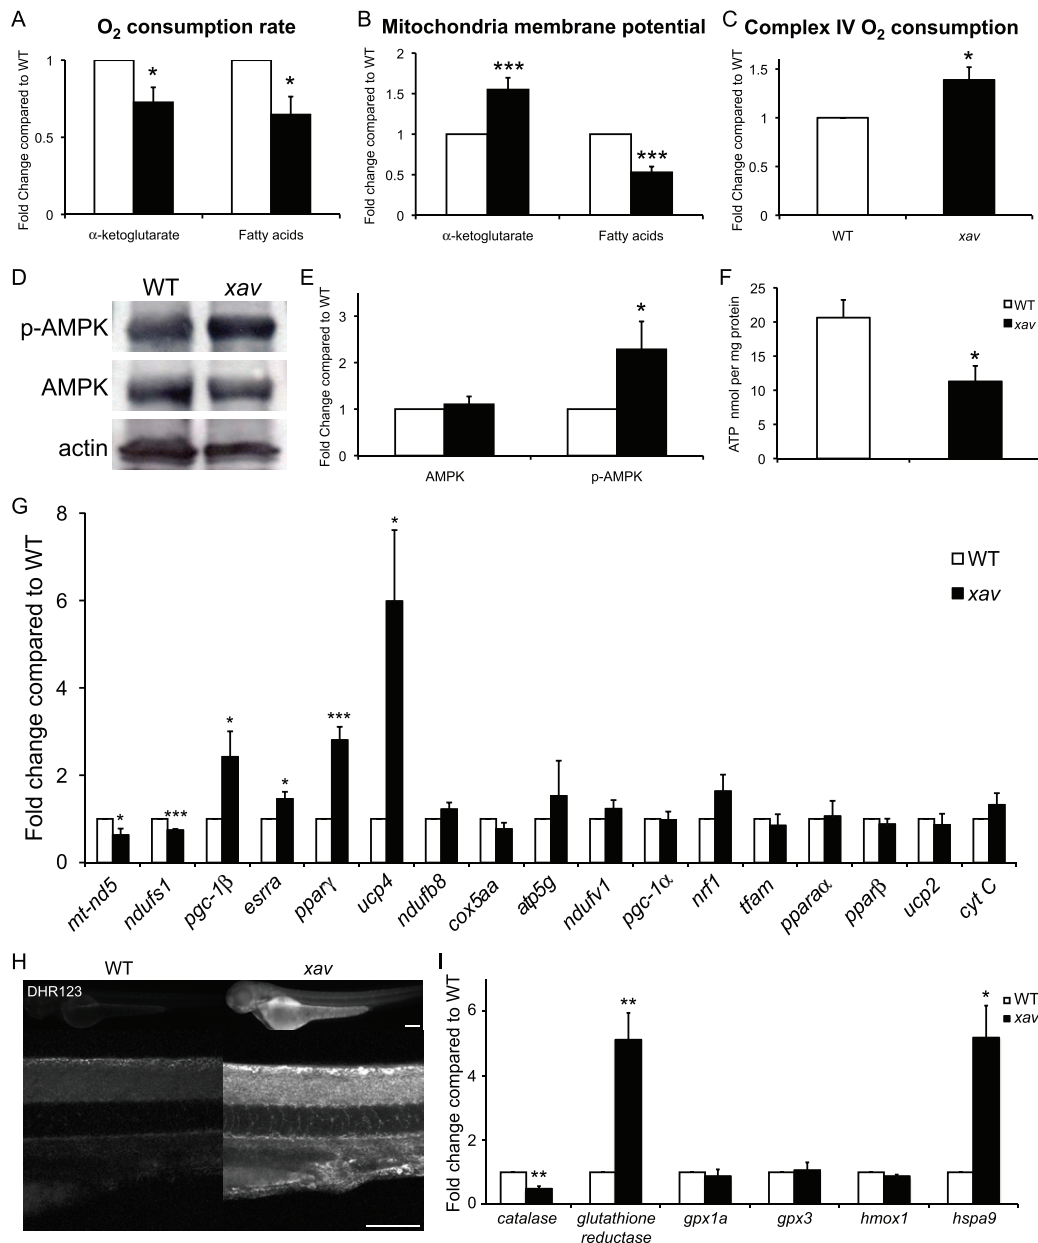 A
O2 consumption rate
Fold Change compared to WT
1
0.5
0
*
*
α-ketoglutarate
Fatty acids
B
Mitochondria membrane potential
Fold change compared to WT
2
1.5
1
0.5
0
***
***
α-ketoglutarate
Fatty acids
C
Complex IV O2 consumption
Fold Change compared to WT
1.5
1
0.5
0
*
WT
xav
D
WT
xav
p-AMPK
AMPK
actin
E
Fold Change compared to WT
3
2
1
0
*
AMPK
p-AMPK
F
ATP nmol per mg protein
25
20
15
10
5
0
*
WT
xav
G
Fold change compared to WT
8
6
4
2
0
WT
xav
*
***
*
*
***
*
mt-nd5
ndufs1
pgc-1β
esrra
pparγ
ucp4
ndufb8
cox5aa
atp5g
ndufv1
pgc-1α
nrf1
tfam
pparaα
pparβ
ucp2
cyt C
H
WT
xav
DHR123
I
Fold change compared to WT
6
4
2
0
WT
xav
**
**
*
catalase
glutathione
reductase
gpx1a
gpx3
hmox1
hspa9